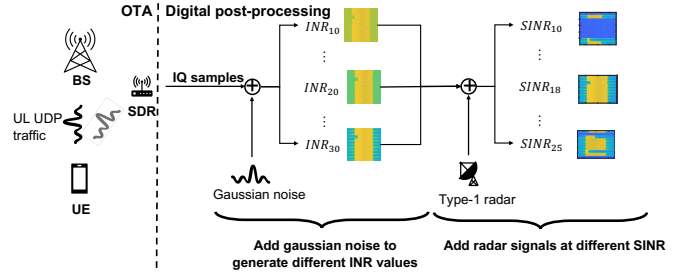 OTA
Digital post-processing
BS
UL UDP
traffic
UE
SDR
IQ samples
Gaussian noise
INR10
⋮
INR20
⋮
INR30
Type-1 radar
SINR10
⋮
SINR18
⋮
SINR25
Add gaussian noise to
generate different INR values
Add radar signals at different SINR